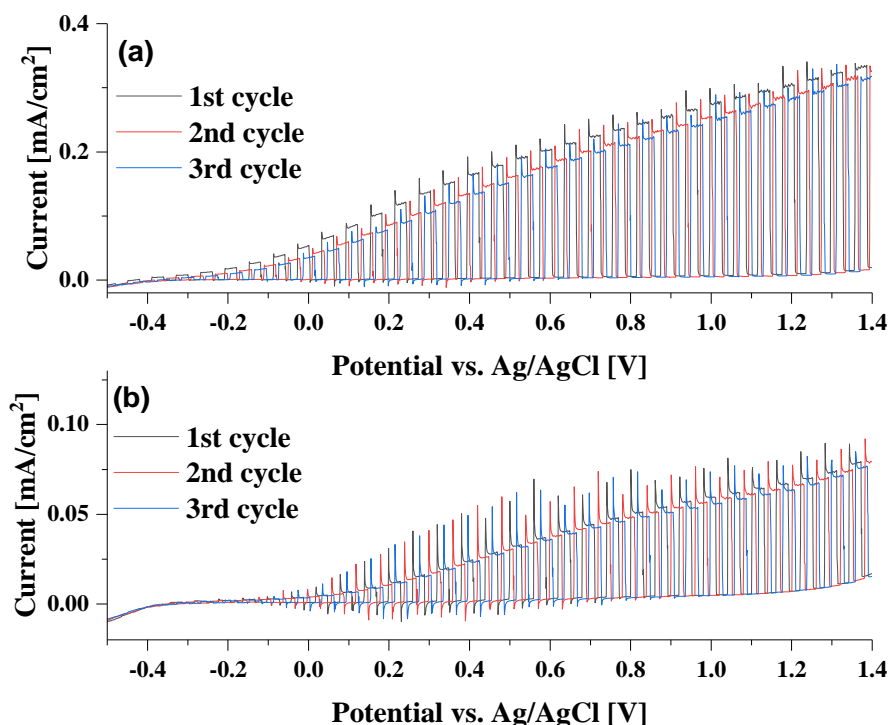 (a)
1st cycle
2nd cycle
3rd cycle
Current [mA/cm²]
0.4
0.2
0.0
-0.4 -0.2 0.0 0.2 0.4 0.6 0.8 1.0 1.2 1.4
Potential vs. Ag/AgCl [V]
(b)
1st cycle
2nd cycle
3rd cycle
Current [mA/cm²]
0.10
0.05
0.00
-0.4 -0.2 0.0 0.2 0.4 0.6 0.8 1.0 1.2 1.4
Potential vs. Ag/AgCl [V]